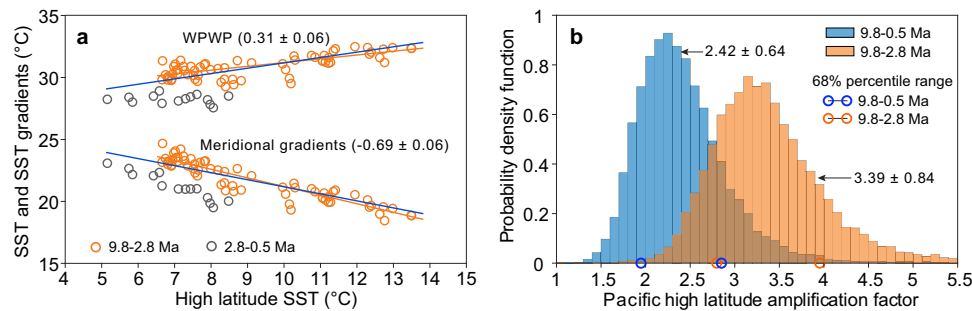 a
WPWP (0.31 ± 0.06)
Meridional gradients (-0.69 ± 0.06)
9.8-2.8 Ma
2.8-0.5 Ma
SST and SST gradients (°C)
35
30
25
20
15
4 5 6 7 8 9 10 11 12 13 14 15
High latitude SST (°C)
b
2.42 ± 0.64
9.8-0.5 Ma
9.8-2.8 Ma
68% percentile range
9.8-0.5 Ma
9.8-2.8 Ma
3.39 ± 0.84
Probability density function
1
0.8
0.6
0.4
0.2
0
1 1.5 2 2.5 3 3.5 4 4.5 5 5.5
Pacific high latitude amplification factor